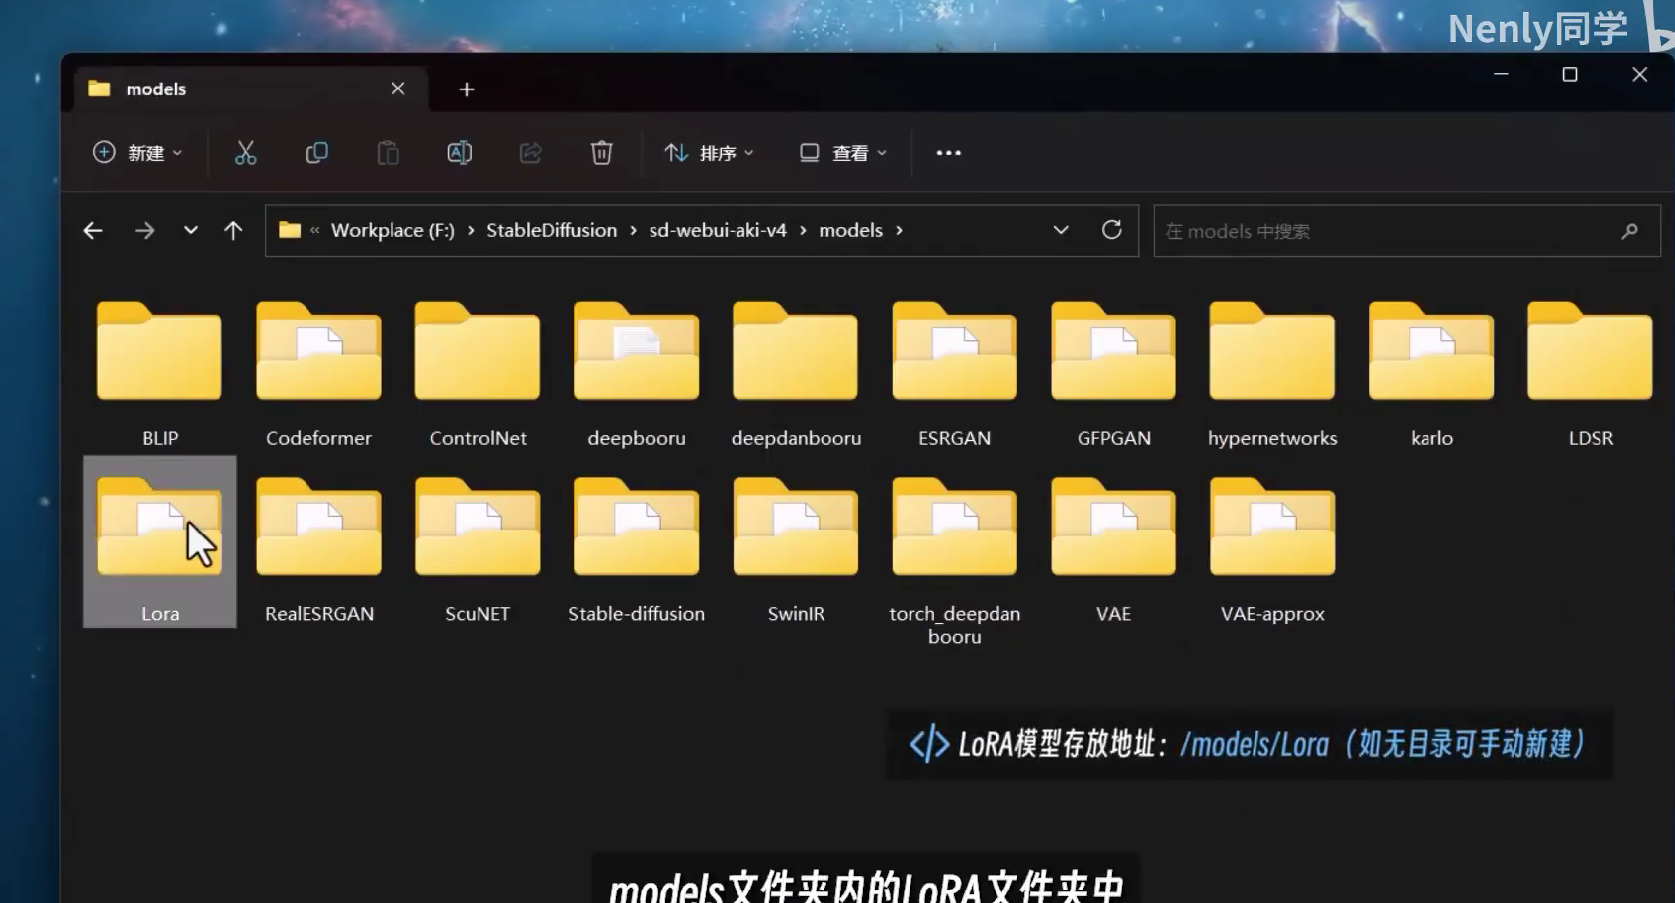 Nenly同学
models
新建
排序
查看
« Workplace (F:) › StableDiffusion › sd-webui-aki-v4 › models ›
在 models 中搜索
BLIP
Codeformer
ControlNet
deepbooru
deepdanbooru
ESRGAN
GFPGAN
hypernetworks
karlo
LDSR
Lora
RealESRGAN
ScuNET
Stable-diffusion
SwinIR
torch_deepdan
booru
VAE
VAE-approx
</> LoRA模型存放地址：/models/Lora（如无目录可手动新建）
models文件夹内的LoRA文件夹中